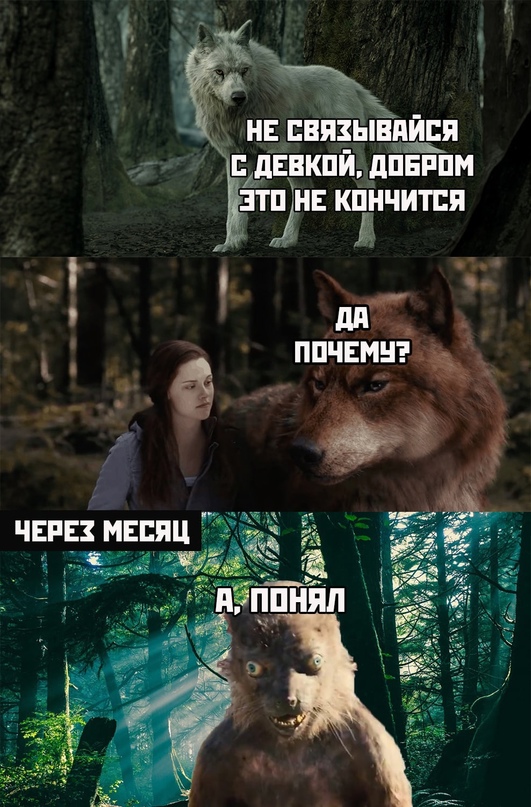 НЕ СВЯЗЫВАЙСЯ
С ДЕВКОЙ, ДОБРОМ
ЭТО НЕ КОНЧИТСЯ
ДА
ПОЧЕМУ?
ЧЕРЕЗ МЕСЯЦ
А, ПОНЯЛ